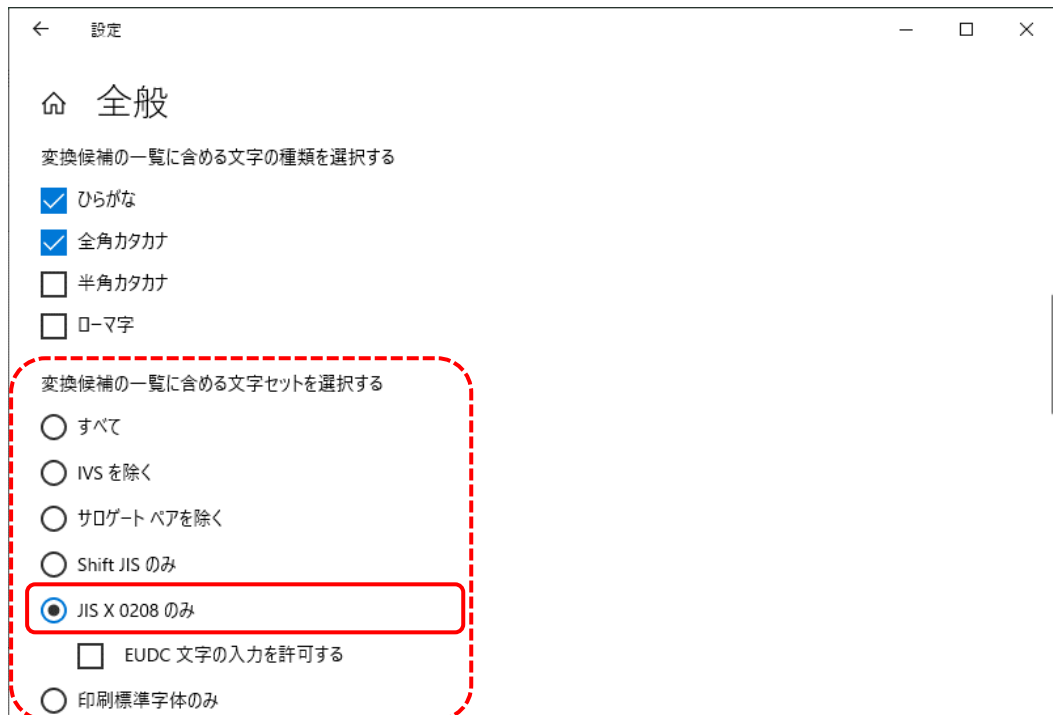 設定
全般
変換候補の一覧に含める文字の種類を選択する
ひらがな
全角カタカナ
半角カタカナ
ローマ字
変換候補の一覧に含める文字セットを選択する
すべて
IVS を除く
サロゲート ペアを除く
Shift JIS のみ
JIS X 0208 のみ
EUDC 文字の入力を許可する
印刷標準字体のみ